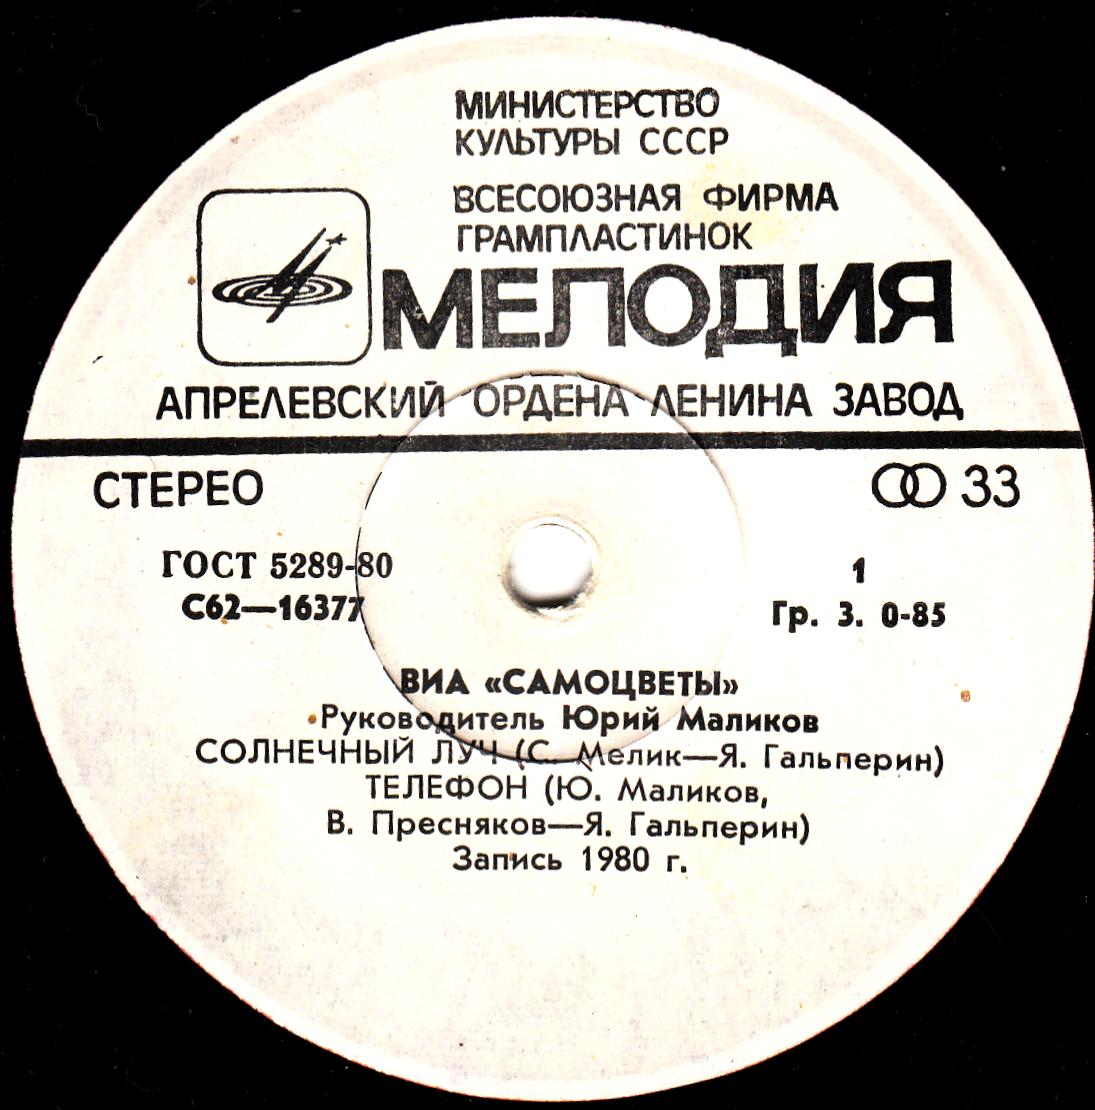 МИНИСТЕРСТВО
КУЛЬТУРЫ СССР
ВСЕСОЮЗНАЯ ФИРМА
ГРАМПЛАСТИНОК
МЕЛОДИЯ
АПРЕЛЕВСКИЙ ОРДЕНА ЛЕНИНА ЗАВОД
СТЕРЕО
33
ГОСТ 5289-80
С62—16377
1
Гр. 3. 0-85
ВИА «САМОЦВЕТЫ»
Руководитель Юрий Маликов
СОЛНЕЧНЫЙ ЛУЧ (С. Мелик—Я. Гальперин)
ТЕЛЕФОН (Ю. Маликов,
В. Пресняков—Я. Гальперин)
Запись 1980 г.